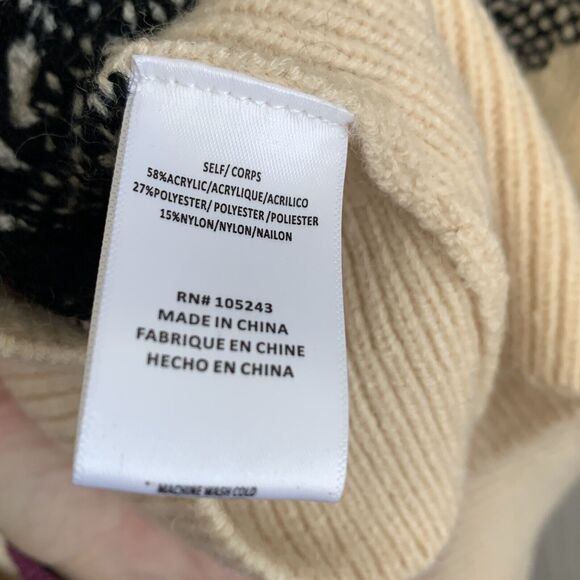 SELF/ CORPS
58%ACRYLIC/ACRYLIQUE/ACRILICO
27%POLYESTER/ POLYESTER /POLIESTER
15%NYLON/NYLON/NAILON
RN# 105243
MADE IN CHINA
FABRIQUE EN CHINE
HECHO EN CHINA
MACHINE WASH COLD